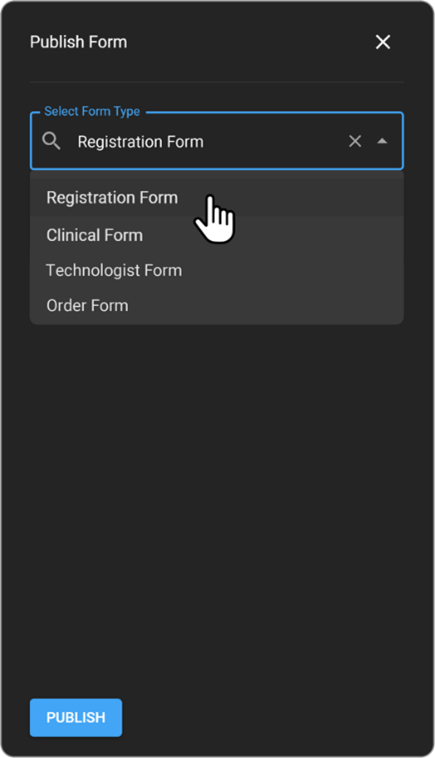 Publish Form
Select Form Type
Registration Form
Registration Form
Clinical Form
Technologist Form
Order Form
PUBLISH